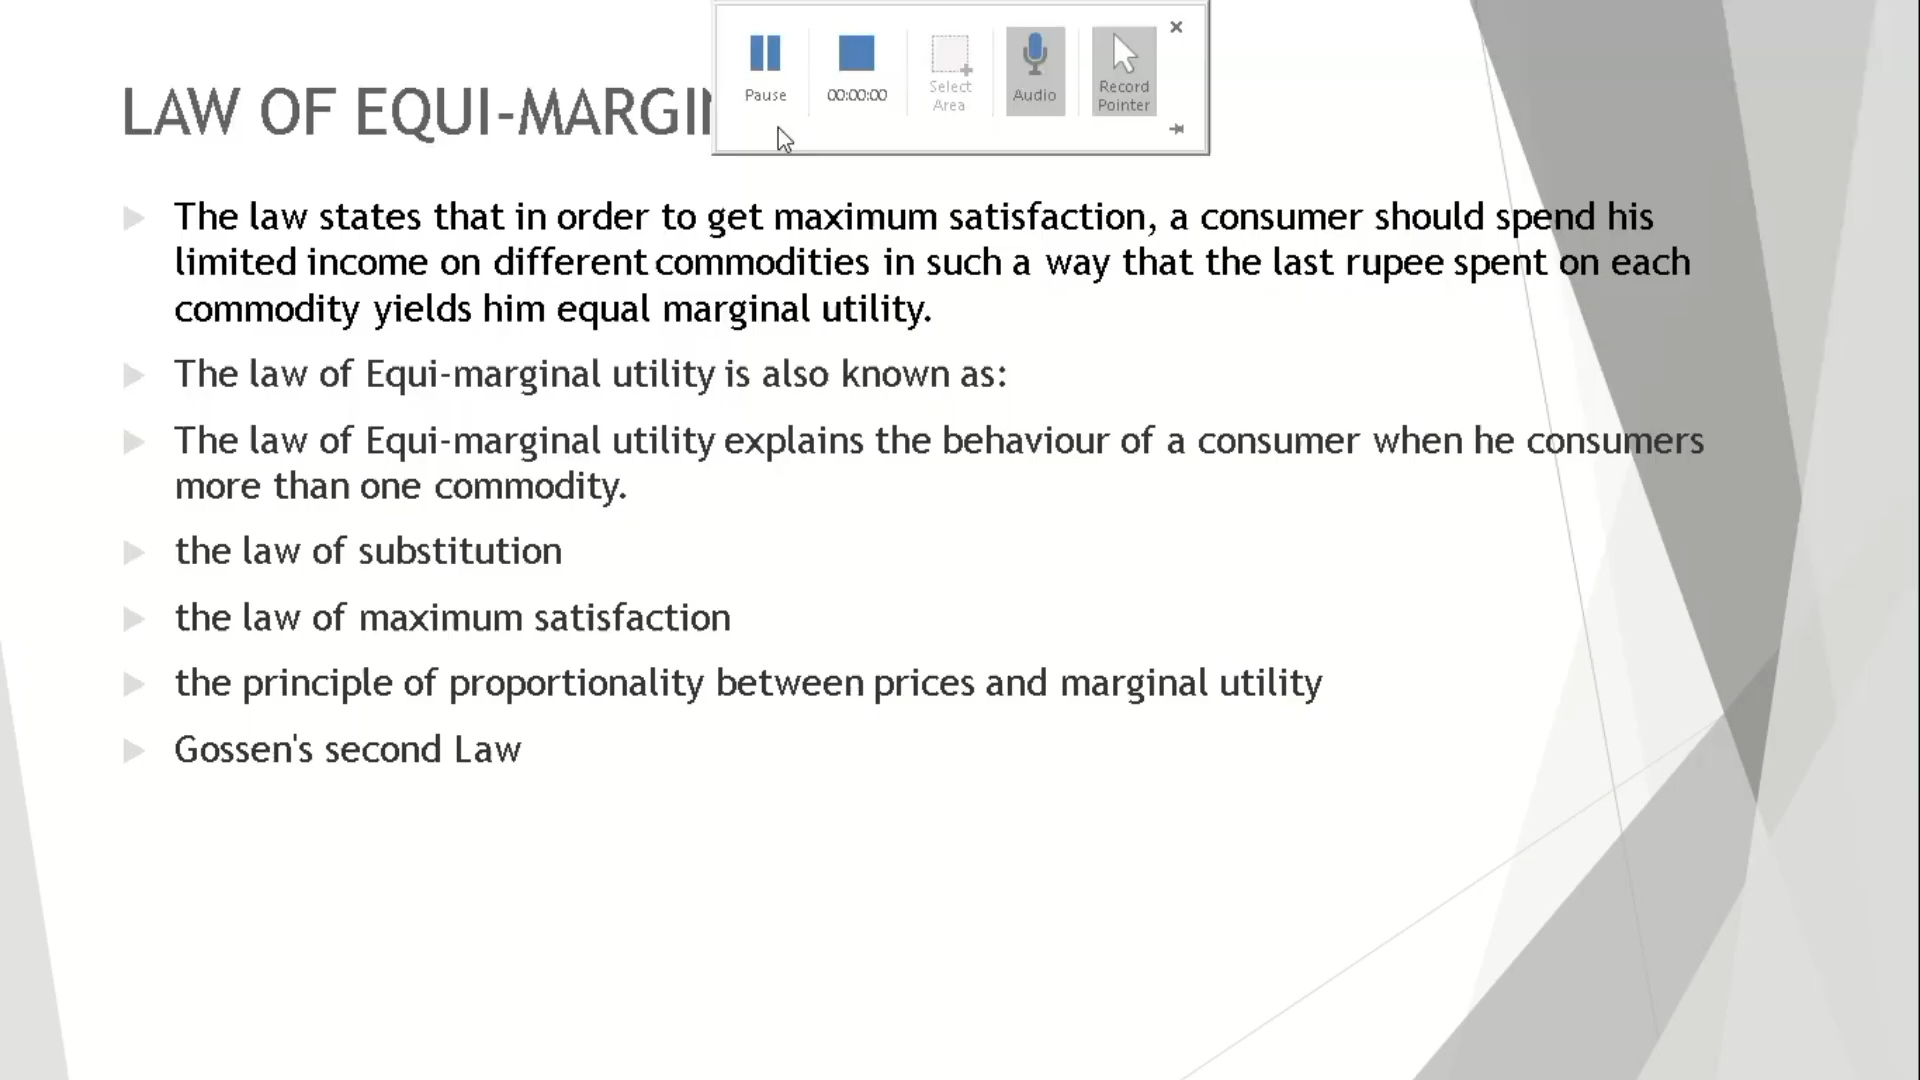 Pause
00:00:00
Select
Area
Audio
Record
Pointer
LAW OF EQUI-MARGIN
The law states that in order to get maximum satisfaction, a consumer should spend his
limited income on different commodities in such a way that the last rupee spent on each
commodity yields him equal marginal utility.
The law of Equi-marginal utility is also known as:
The law of Equi-marginal utility explains the behaviour of a consumer when he consumers
more than one commodity.
the law of substitution
the law of maximum satisfaction
the principle of proportionality between prices and marginal utility
Gossen's second Law